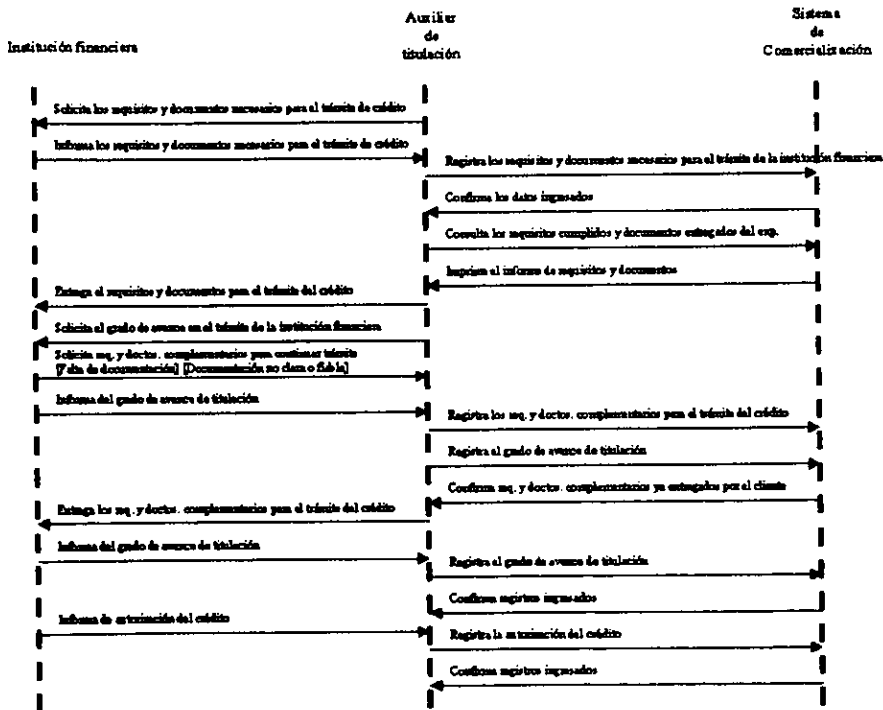 Institución financiera
Auxilier
de
titulación
Sistema
de
Comercialización
Solicita los requisitos y documentos necesarios para el trámite de crédito
Informa los requisitos y documentos necesarios para el trámite de crédito
Registra los requisitos y documentos necesarios para el trámite de la institución financiera
Confirma los datos ingresados
Consulta los requisitos cumplidos y documentos entregados del exp.
Imprime el informe de requisitos y documentos
Entrega el requisitos y documentos para el trámite del crédito
Solicita el grado de avance en el trámite de la institución financiera
Solicita req. y doctos. complementarios para continuar trámite
[Falta de documentación] [Documentación no clara o fiable]
Informa del grado de avance de titulación
Registra los req. y doctos. complementarios para el trámite del crédito
Registra el grado de avance de titulación
Confirma req. y doctos. complementarios ya entregados por el cliente
Entrega los req. y doctos. complementarios para el trámite del crédito
Informa del grado de avance de titulación
Registra el grado de avance de titulación
Confirma registros ingresados
Informa de autorización del crédito
Registra la autorización del crédito
Confirma registros ingresados